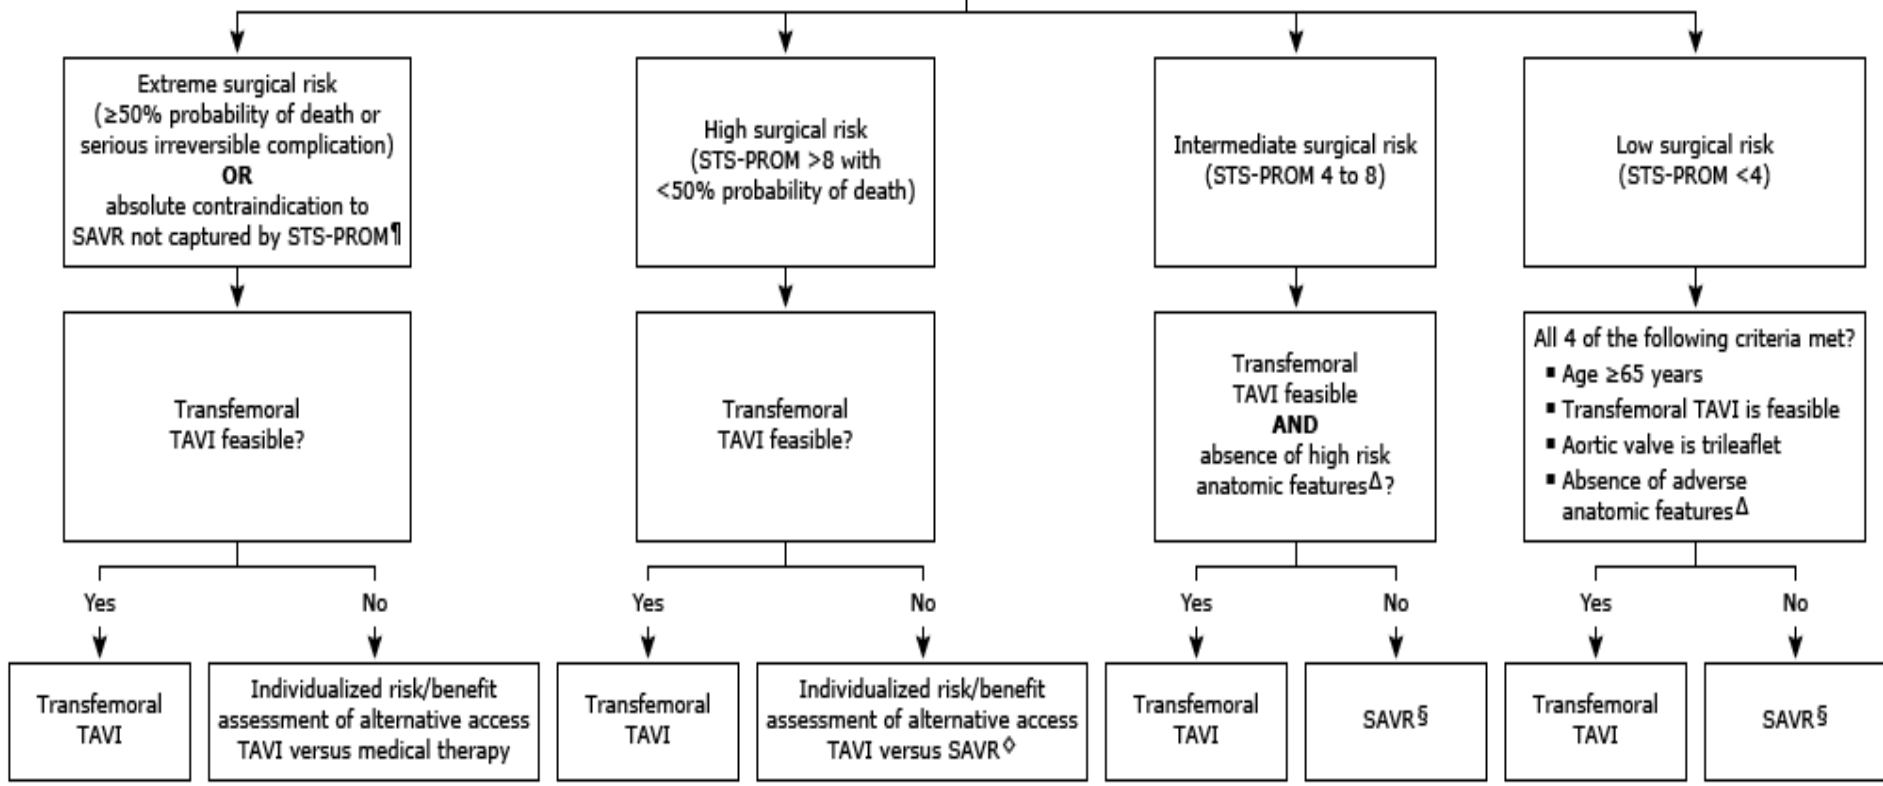 Extreme surgical risk
(≥50% probability of death or
serious irreversible complication)
OR
absolute contraindication to
SAVR not captured by STS-PROM¶
High surgical risk
(STS-PROM >8 with
<50% probability of death)
Intermediate surgical risk
(STS-PROM 4 to 8)
Low surgical risk
(STS-PROM <4)
Transfemoral
TAVI feasible?
Transfemoral
TAVI feasible?
Transfemoral
TAVI feasible
AND
absence of high risk
anatomic featuresΔ?
All 4 of the following criteria met?
▪ Age ≥65 years
▪ Transfemoral TAVI is feasible
▪ Aortic valve is trileaflet
▪ Absence of adverse
anatomic featuresΔ
Yes
No
Yes
No
Yes
No
Yes
No
Transfemoral
TAVI
Individualized risk/benefit
assessment of alternative access
TAVI versus medical therapy
Transfemoral
TAVI
Individualized risk/benefit
assessment of alternative access
TAVI versus SAVR◊
Transfemoral
TAVI
SAVR§
Transfemoral
TAVI
SAVR§